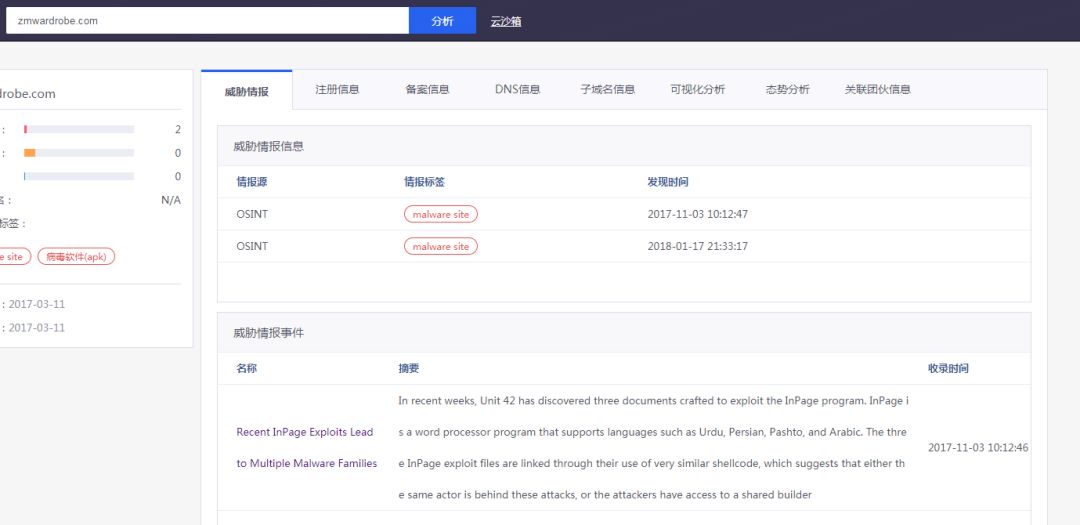 zmwardrobe.com 分析 云沙箱
drobe.com
： 2
： 0
0
： N/A
标签：
e site 病毒软件(apk)
：2017-03-11
：2017-03-11
威胁情报 注册信息 备案信息 DNS信息 子域名信息 可视化分析 态势分析 关联团伙信息
威胁情报信息
情报源 情报标签 发现时间
OSINT malware site 2017-11-03 10:12:47
OSINT malware site 2018-01-17 21:33:17
威胁情报事件
名称 摘要 收录时间
In recent weeks, Unit 42 has discovered three documents crafted to exploit the InPage program. InPage i
Recent InPage Exploits Lead s a word processor program that supports languages such as Urdu, Persian, Pashto, and Arabic. The thre
2017-11-03 10:12:46
to Multiple Malware Families e InPage exploit files are linked through their use of very similar shellcode, which suggests that either th
e same actor is behind these attacks, or the attackers have access to a shared builder